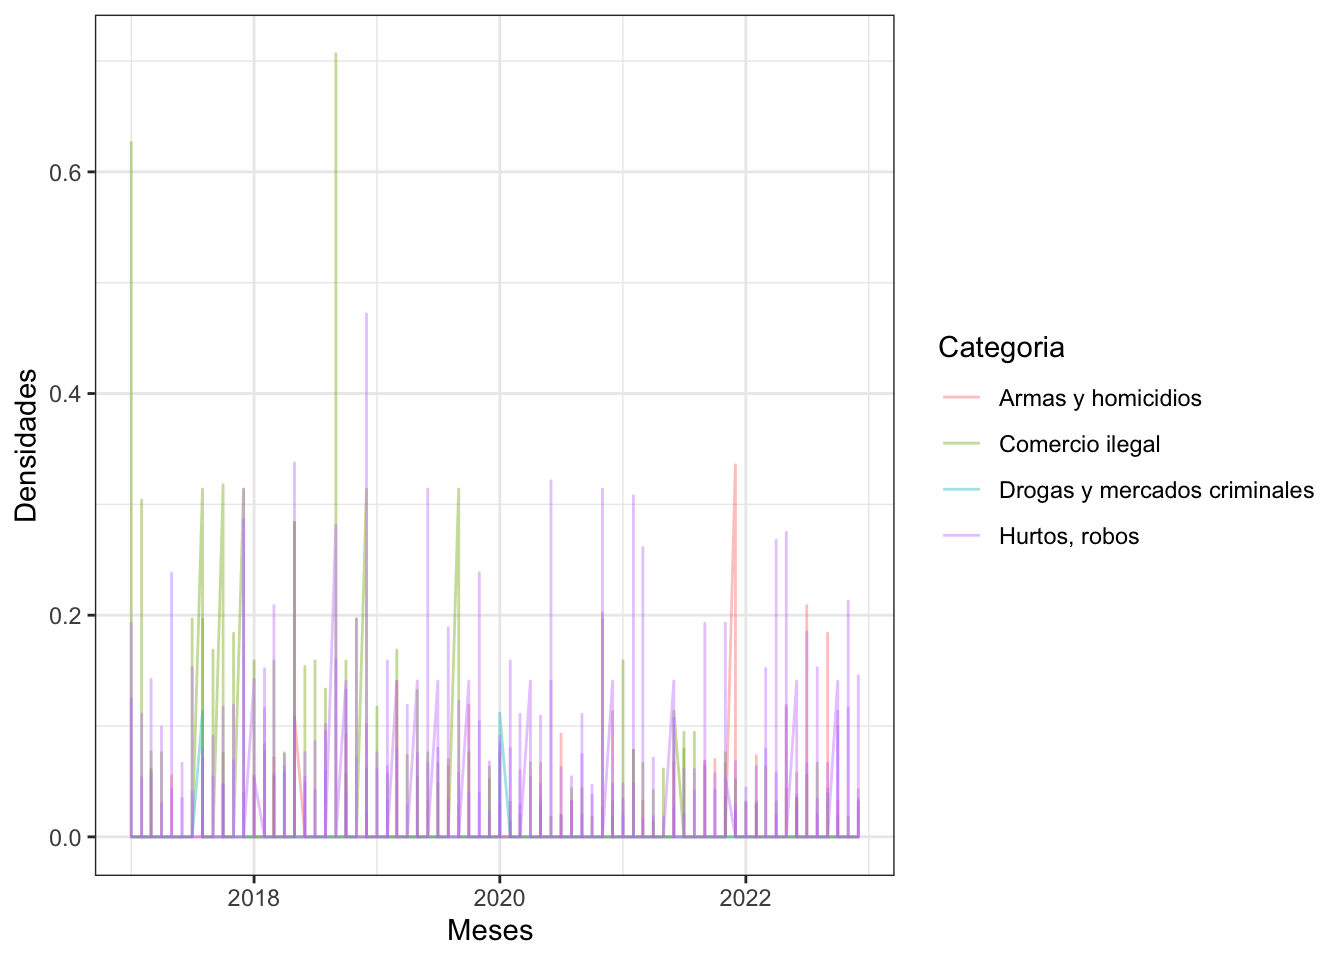 Densidades
0.6
0.4
0.2
0.0
2018
2020
2022
Meses
Categoria
Armas y homicidios
Comercio ilegal
Drogas y mercados criminales
Hurtos, robos